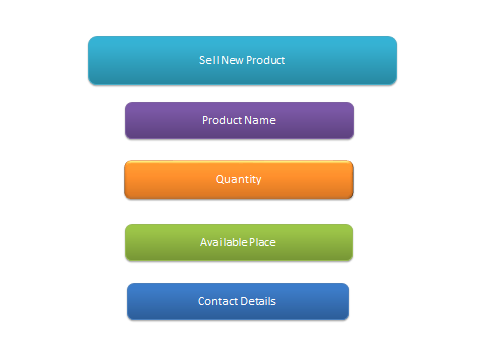 Sell New Product
Product Name
Quantity
Available Place
Contact Details